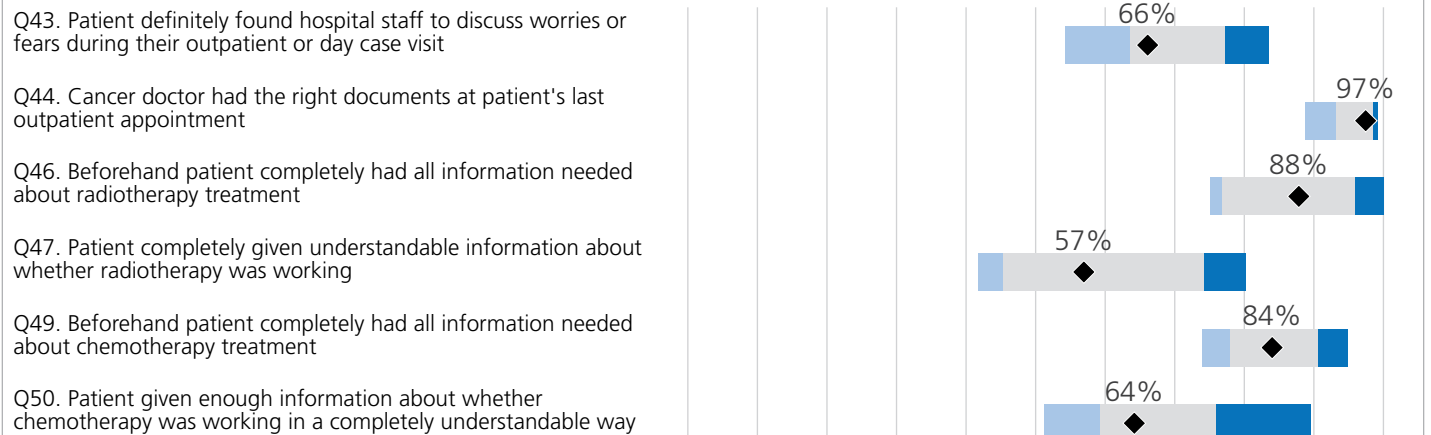 Q43. Patient definitely found hospital staff to discuss worries or
fears during their outpatient or day case visit
66%
Q44. Cancer doctor had the right documents at patient's last
outpatient appointment
97%
Q46. Beforehand patient completely had all information needed
about radiotherapy treatment
88%
Q47. Patient completely given understandable information about
whether radiotherapy was working
57%
Q49. Beforehand patient completely had all information needed
about chemotherapy treatment
84%
Q50. Patient given enough information about whether
chemotherapy was working in a completely understandable way
64%